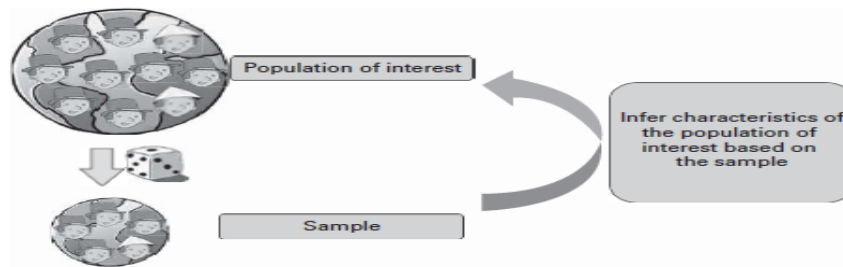 Population of interest
Infer characteristics of
the population of
interest based on
the sample
Sample